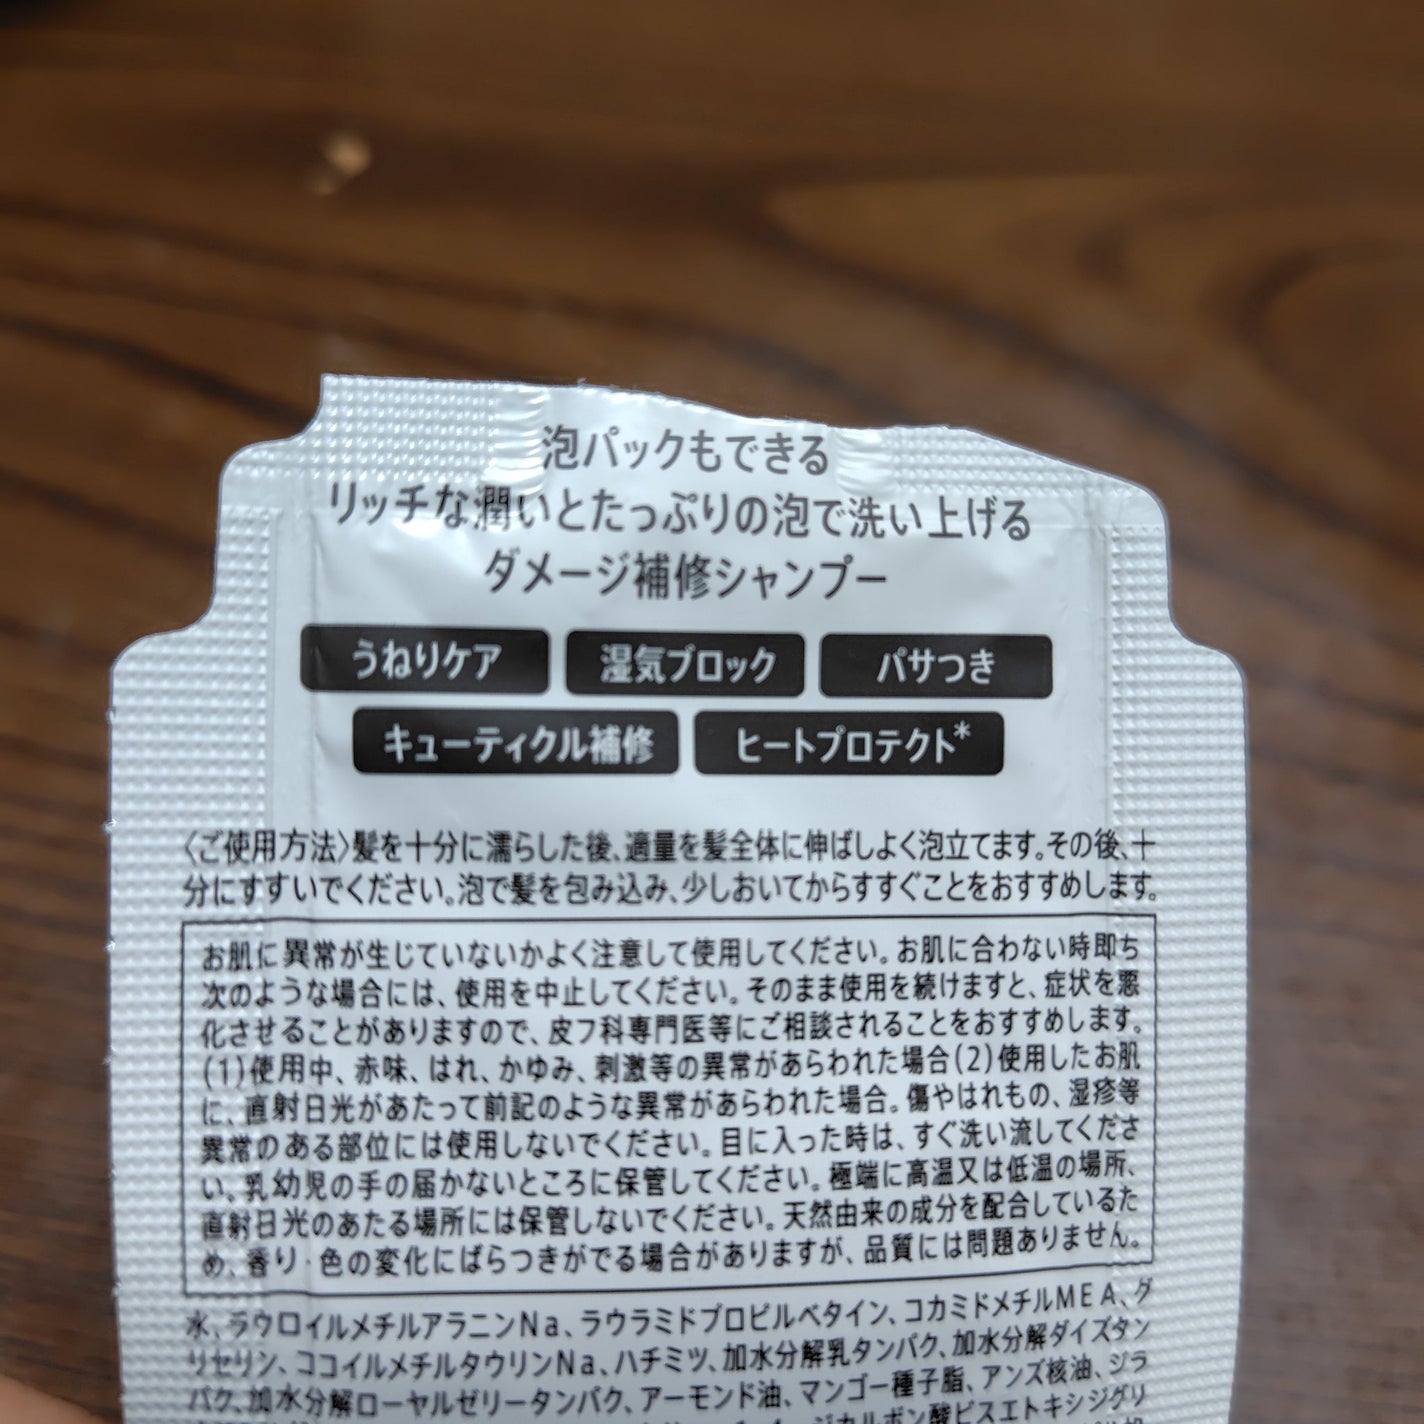 泡パックもできる
リッチな潤いとたっぷりの泡で洗い上げる
ダメージ補修シャンプー
うねりケア 湿気ブロック パサつき
キューティクル補修 ヒートプロテクト*
〈ご使用方法〉髪を十分に濡らした後、適量を髪全体に伸ばしよく泡立てます。その後、十
分にすすいでください。泡で髪を包み込み、少しおいてからすすぐことをおすすめします。
お肌に異常が生じていないかよく注意して使用してください。お肌に合わない時即ち
次のような場合には、使用を中止してください。そのまま使用を続けますと、症状を悪
化させることがありますので、皮フ科専門医等にご相談されることをおすすめします。
(1)使用中、赤味、はれ、かゆみ、刺激等の異常があらわれた場合(2)使用したお肌
に、直射日光があたって前記のような異常があらわれた場合。傷やはれもの、湿疹等
異常のある部位には使用しないでください。目に入った時は、すぐ洗い流してくださ
い。乳幼児の手の届かないところに保管してください。極端に高温又は低温の場所、
直射日光のあたる場所には保管しないでください。天然由来の成分を配合しているた
め、香り・色の変化にばらつきがでる場合がありますが、品質には問題ありません。
水、ラウロイルメチルアラニンNa、ラウラミドプロピルベタイン、コカミドメチルMEA、グ
リセリン、ココイルメチルタウリンNa、ハチミツ、加水分解乳タンパク、加水分解ダイズタン
パク、加水分解ローヤルゼリータンパク、アーモンド油、マンゴー種子脂、アンズ核油、ジラ
ジカルボン酸ビスエトキシジグリ